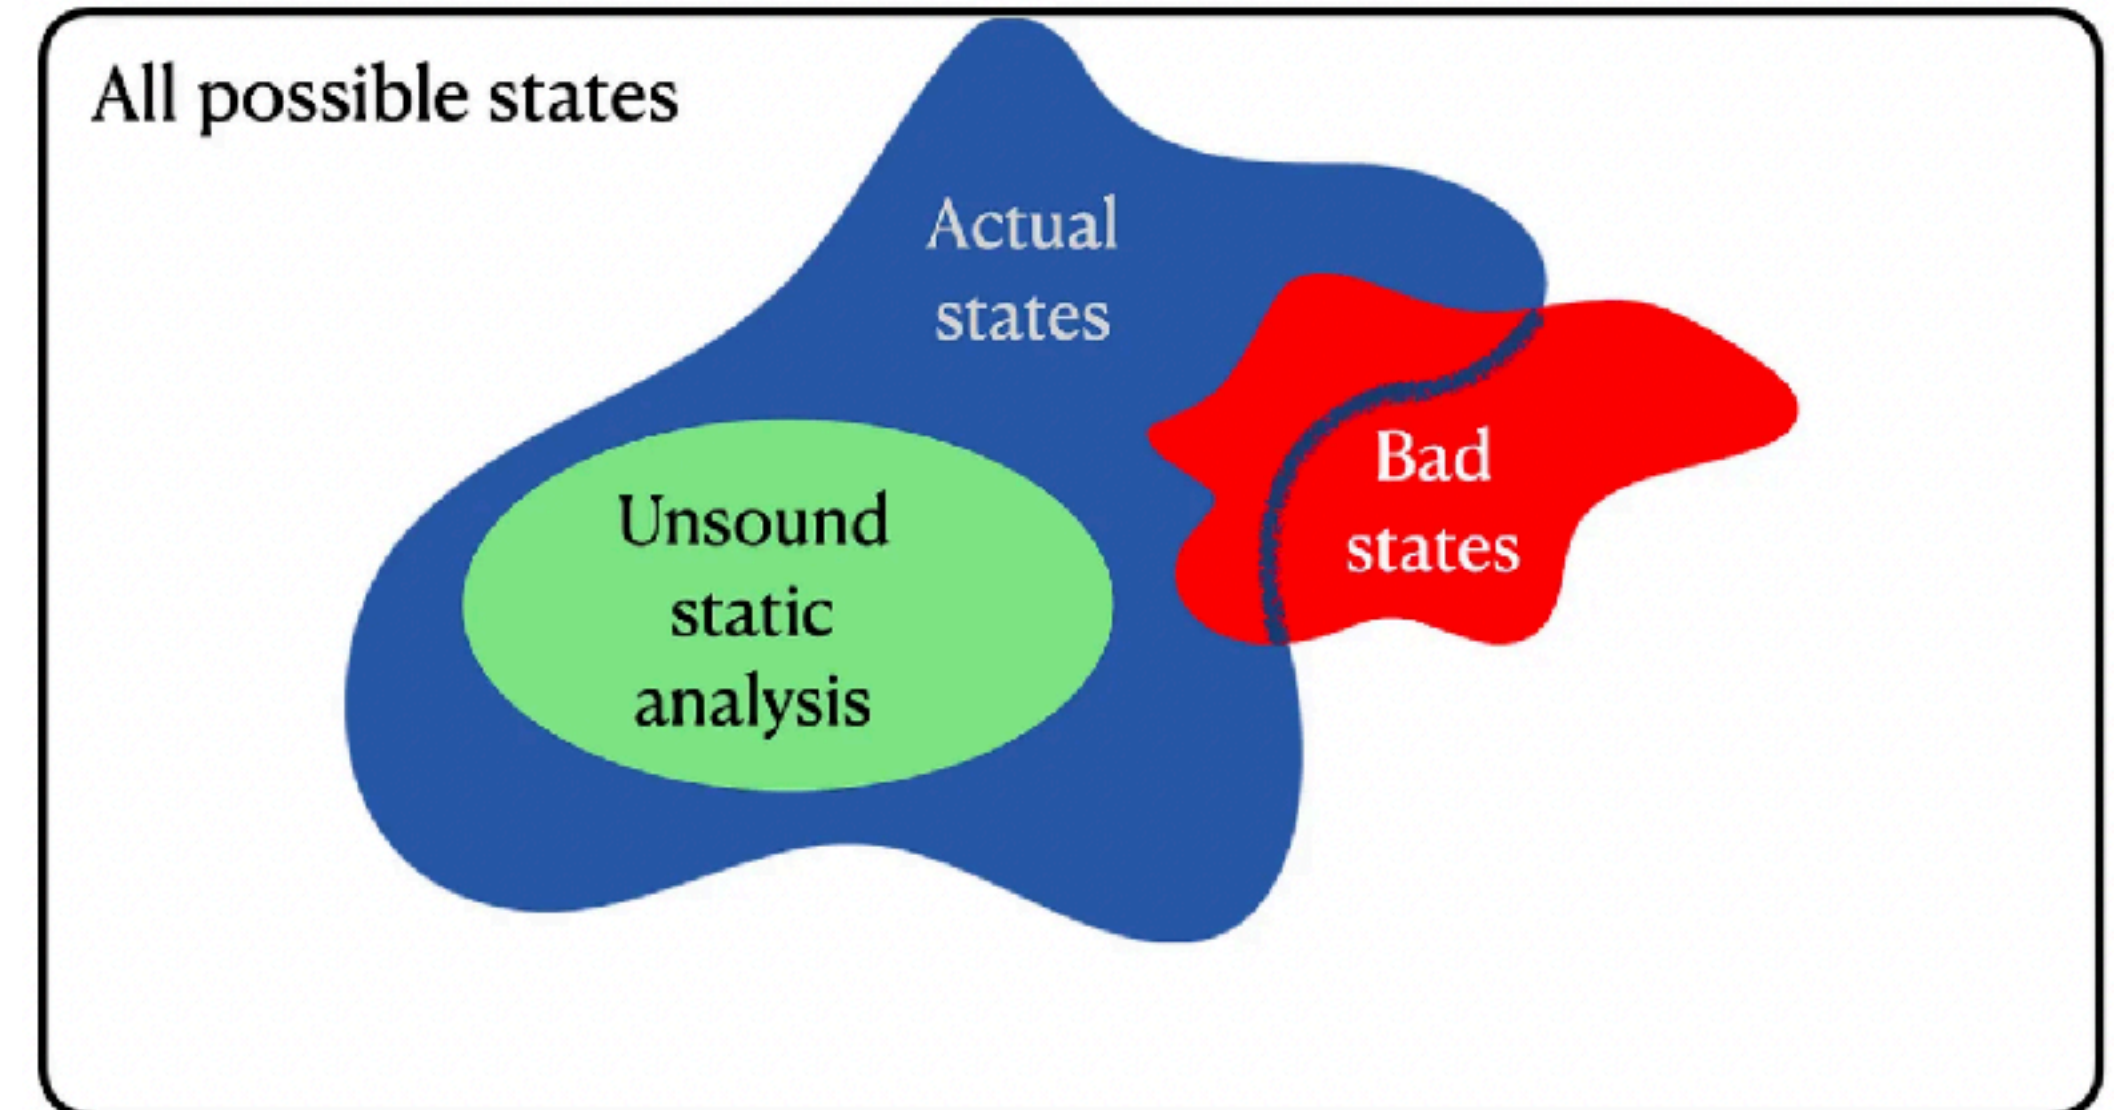 All possible states
Actual
states
Bad
states
Unsound
static
analysis